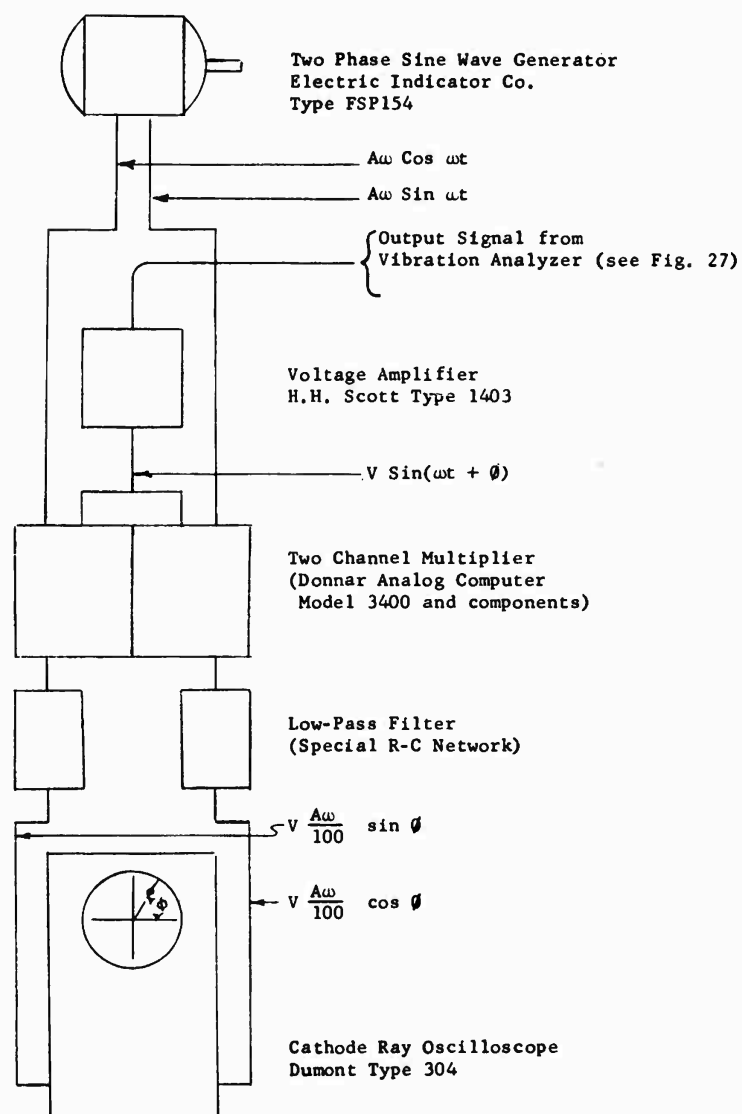 Two Phase Sine Wave Generator
Electric Indicator Co.
Type FSP154
Aω Cos ωt
Aω Sin ωt
Output Signal from
Vibration Analyzer (see Fig. 27)
Voltage Amplifier
H.H. Scott Type 1403
V Sin(ωt + Ø)
Two Channel Multiplier
(Donnar Analog Computer
Model 3400 and components)
Low-Pass Filter
(Special R-C Network)
V Aω/100 sin Ø
V Aω/100 cos Ø
Ø
Cathode Ray Oscilloscope
Dumont Type 304